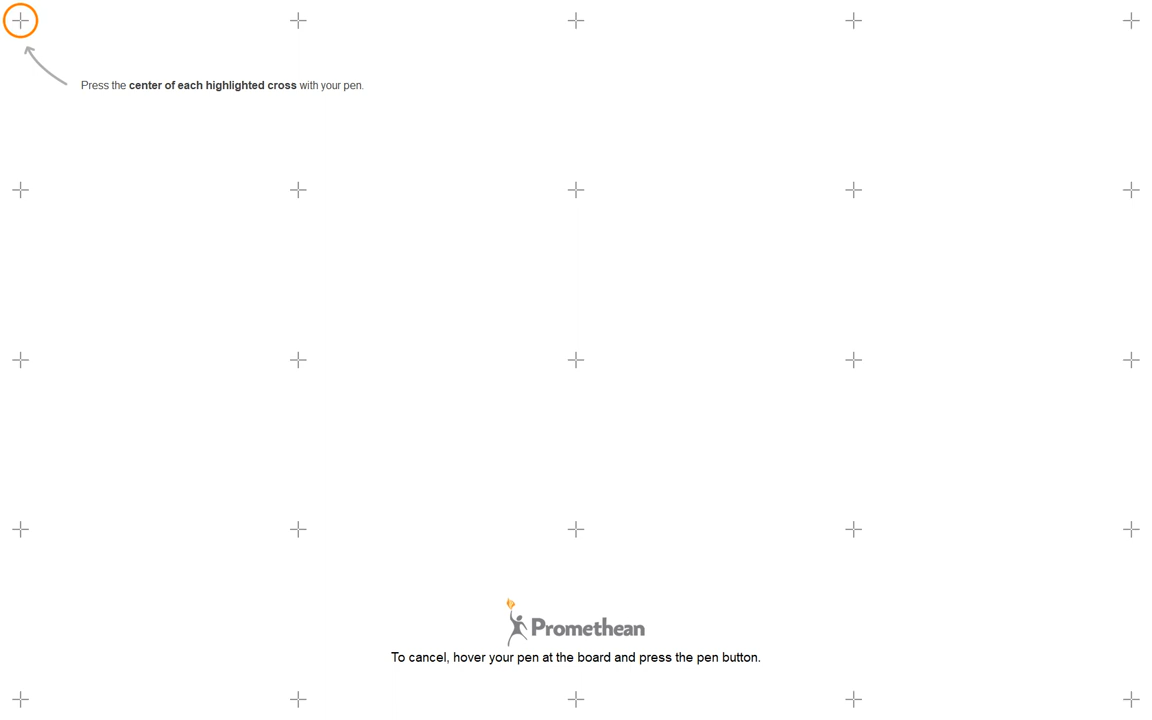 Press the center of each highlighted cross with your pen.
Promethean
To cancel, hover your pen at the board and press the pen button.